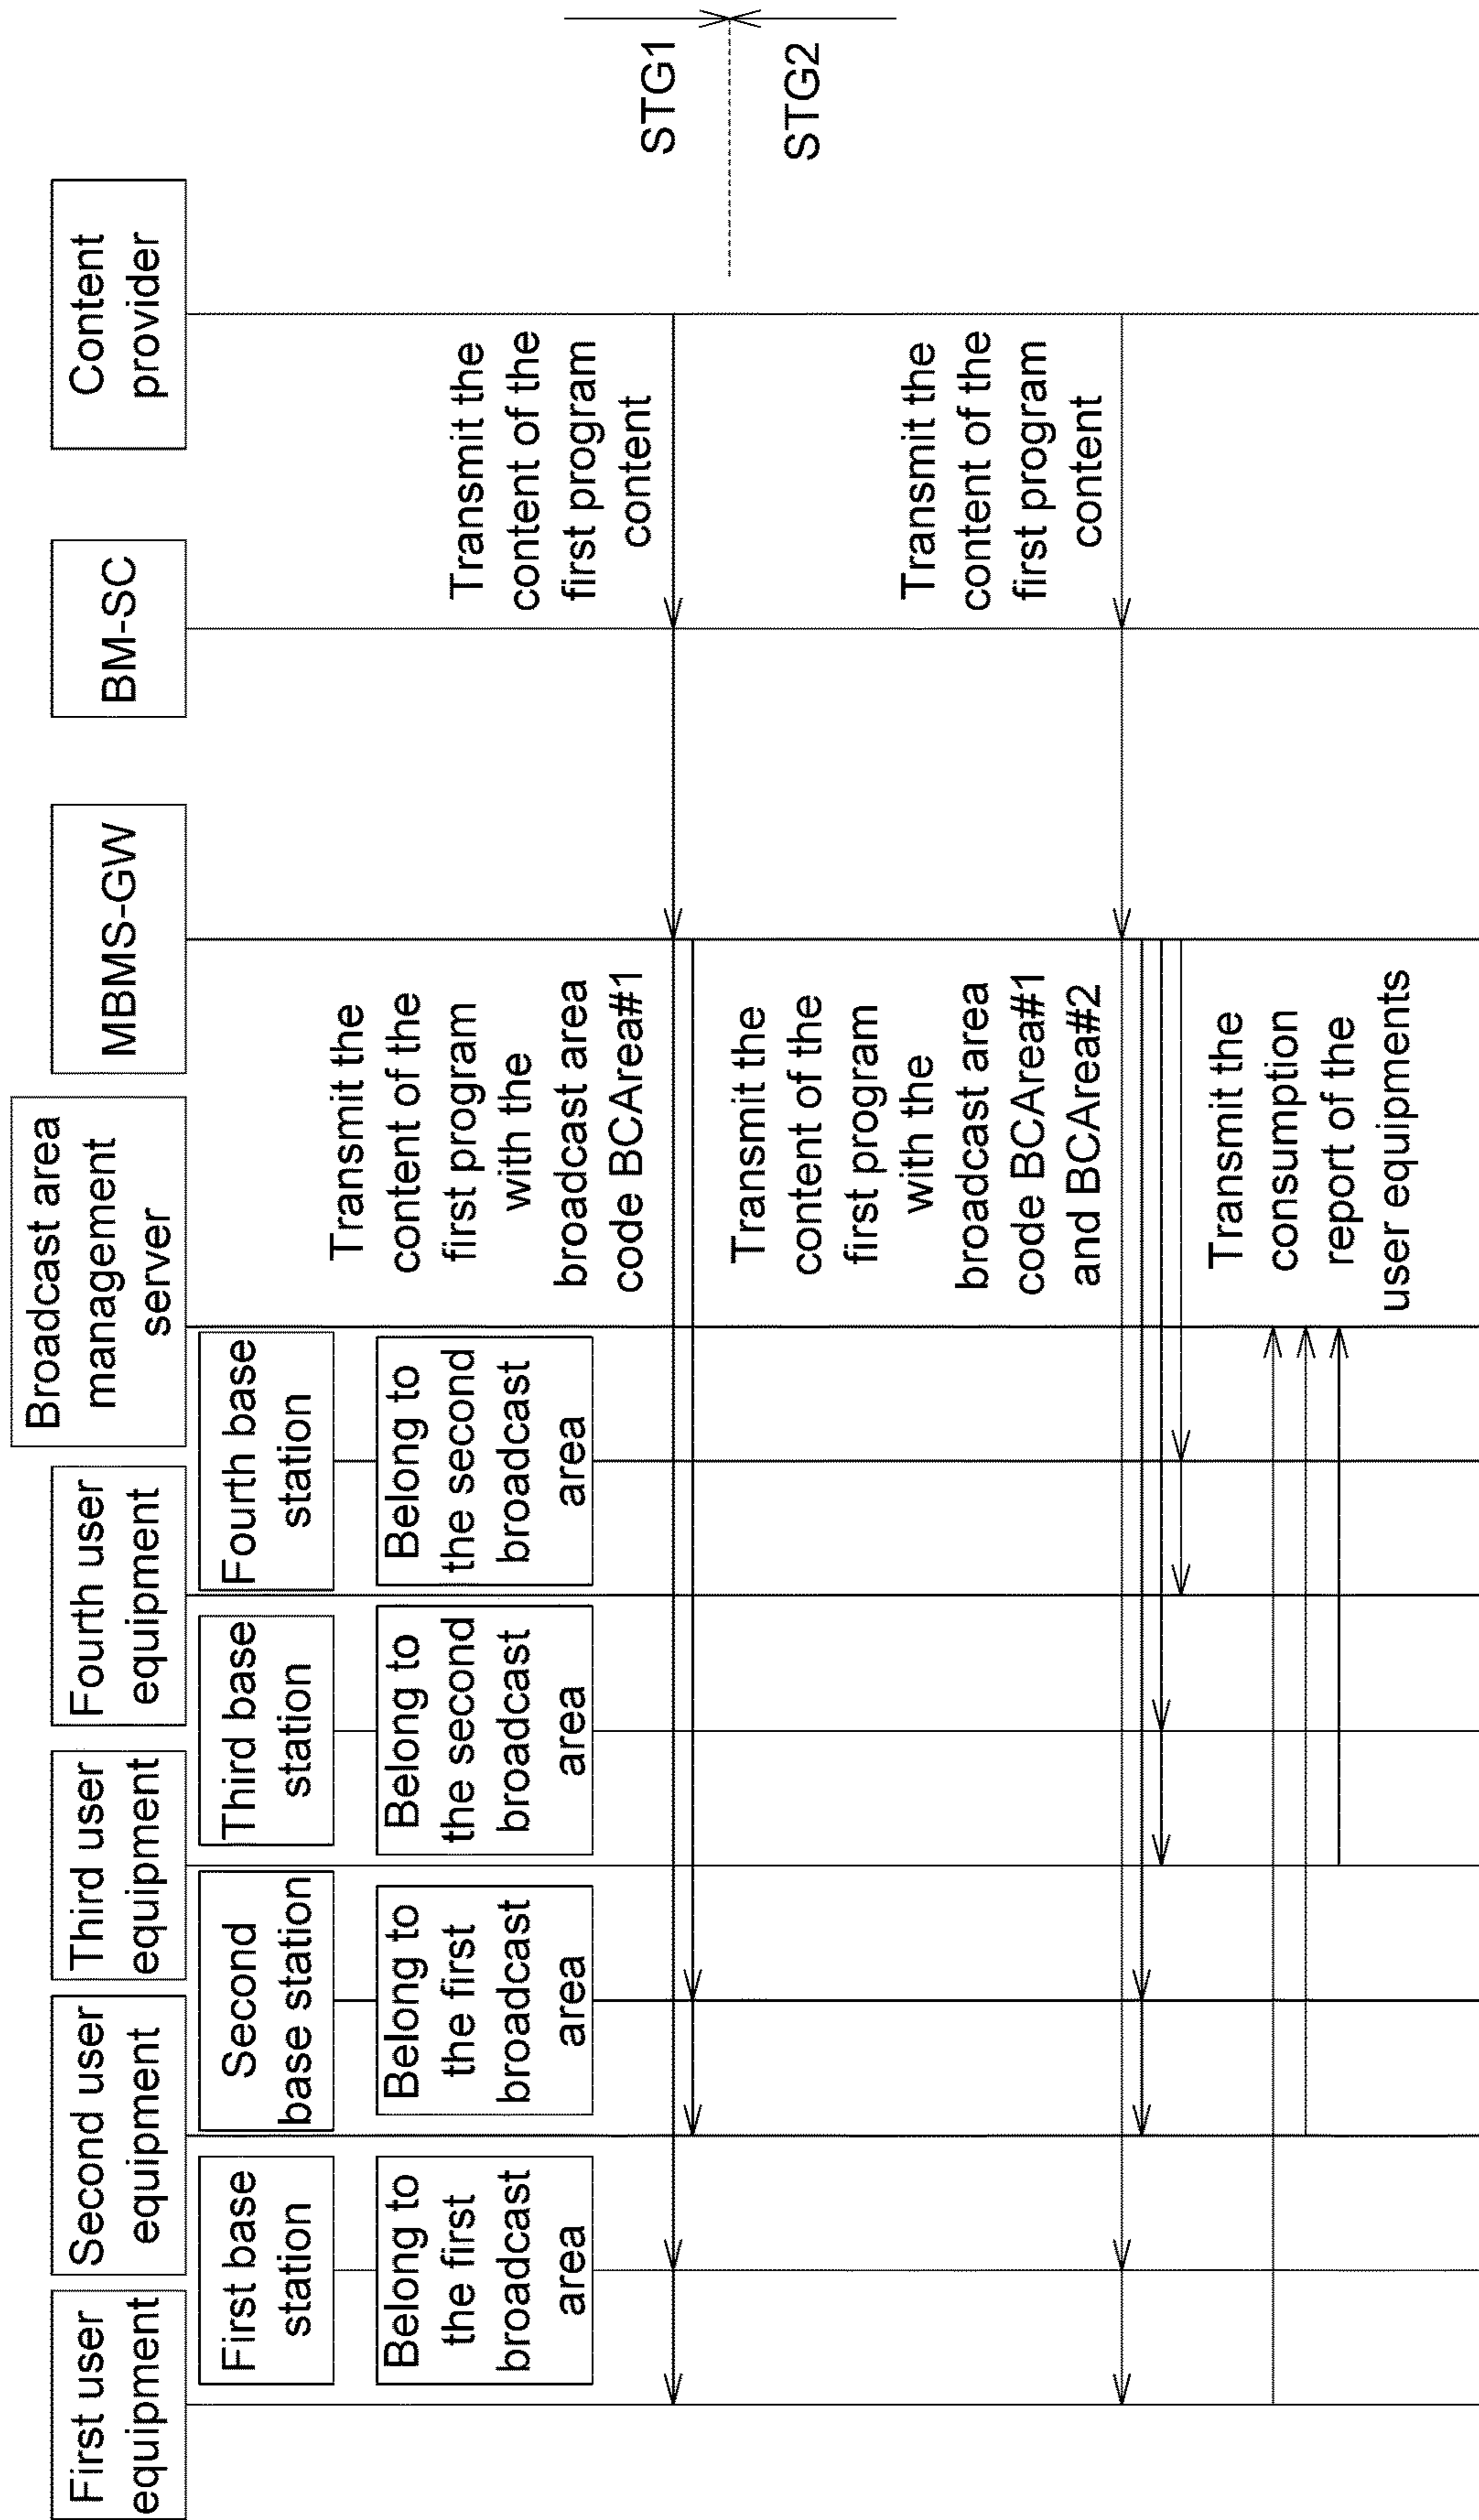 First user
equipment
Second user
equipment
Third user
equipment
Fourth user
equipment
Broadcast area
management
server
MBMS-GW
BM-SC
Content
provider
First base
station
Second
base station
Third base
station
Fourth base
station
Belong to
the first
broadcast
area
Belong to
the first
broadcast
area
Belong to
the second
broadcast
area
Belong to
the second
broadcast
area
Transmit the
content of the
first program
with the
broadcast area
code BCArea#1
Transmit the
content of the
first program
content
STG1
STG2
Transmit the
content of the
first program
with the
broadcast area
code BCArea#1
and BCArea#2
Transmit the
content of the
first program
content
Transmit the
consumption
report of the
user equipments